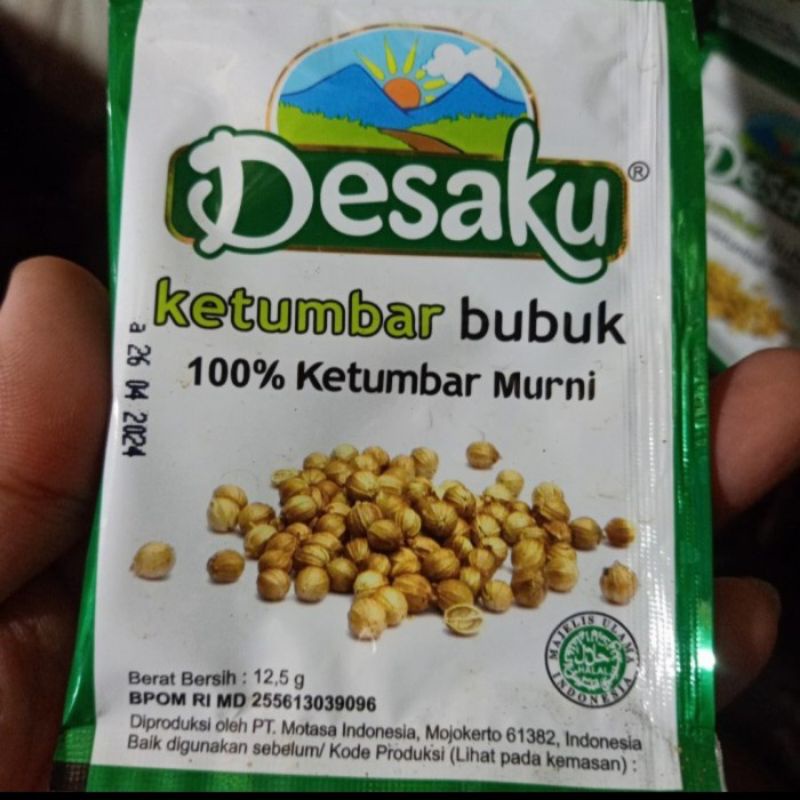 Desaku®
ketumbar bubuk
100% Ketumbar Murni
a 26 04 2024
MAJELIS ULAMA
HALAL
INDONESIA
Berat Bersih : 12,5 g
BPOM RI MD 255613039096
Diproduksi oleh PT. Motasa Indonesia, Mojokerto 61382, Indonesia
Baik digunakan sebelum/ Kode Produksi (Lihat pada kemasan) :